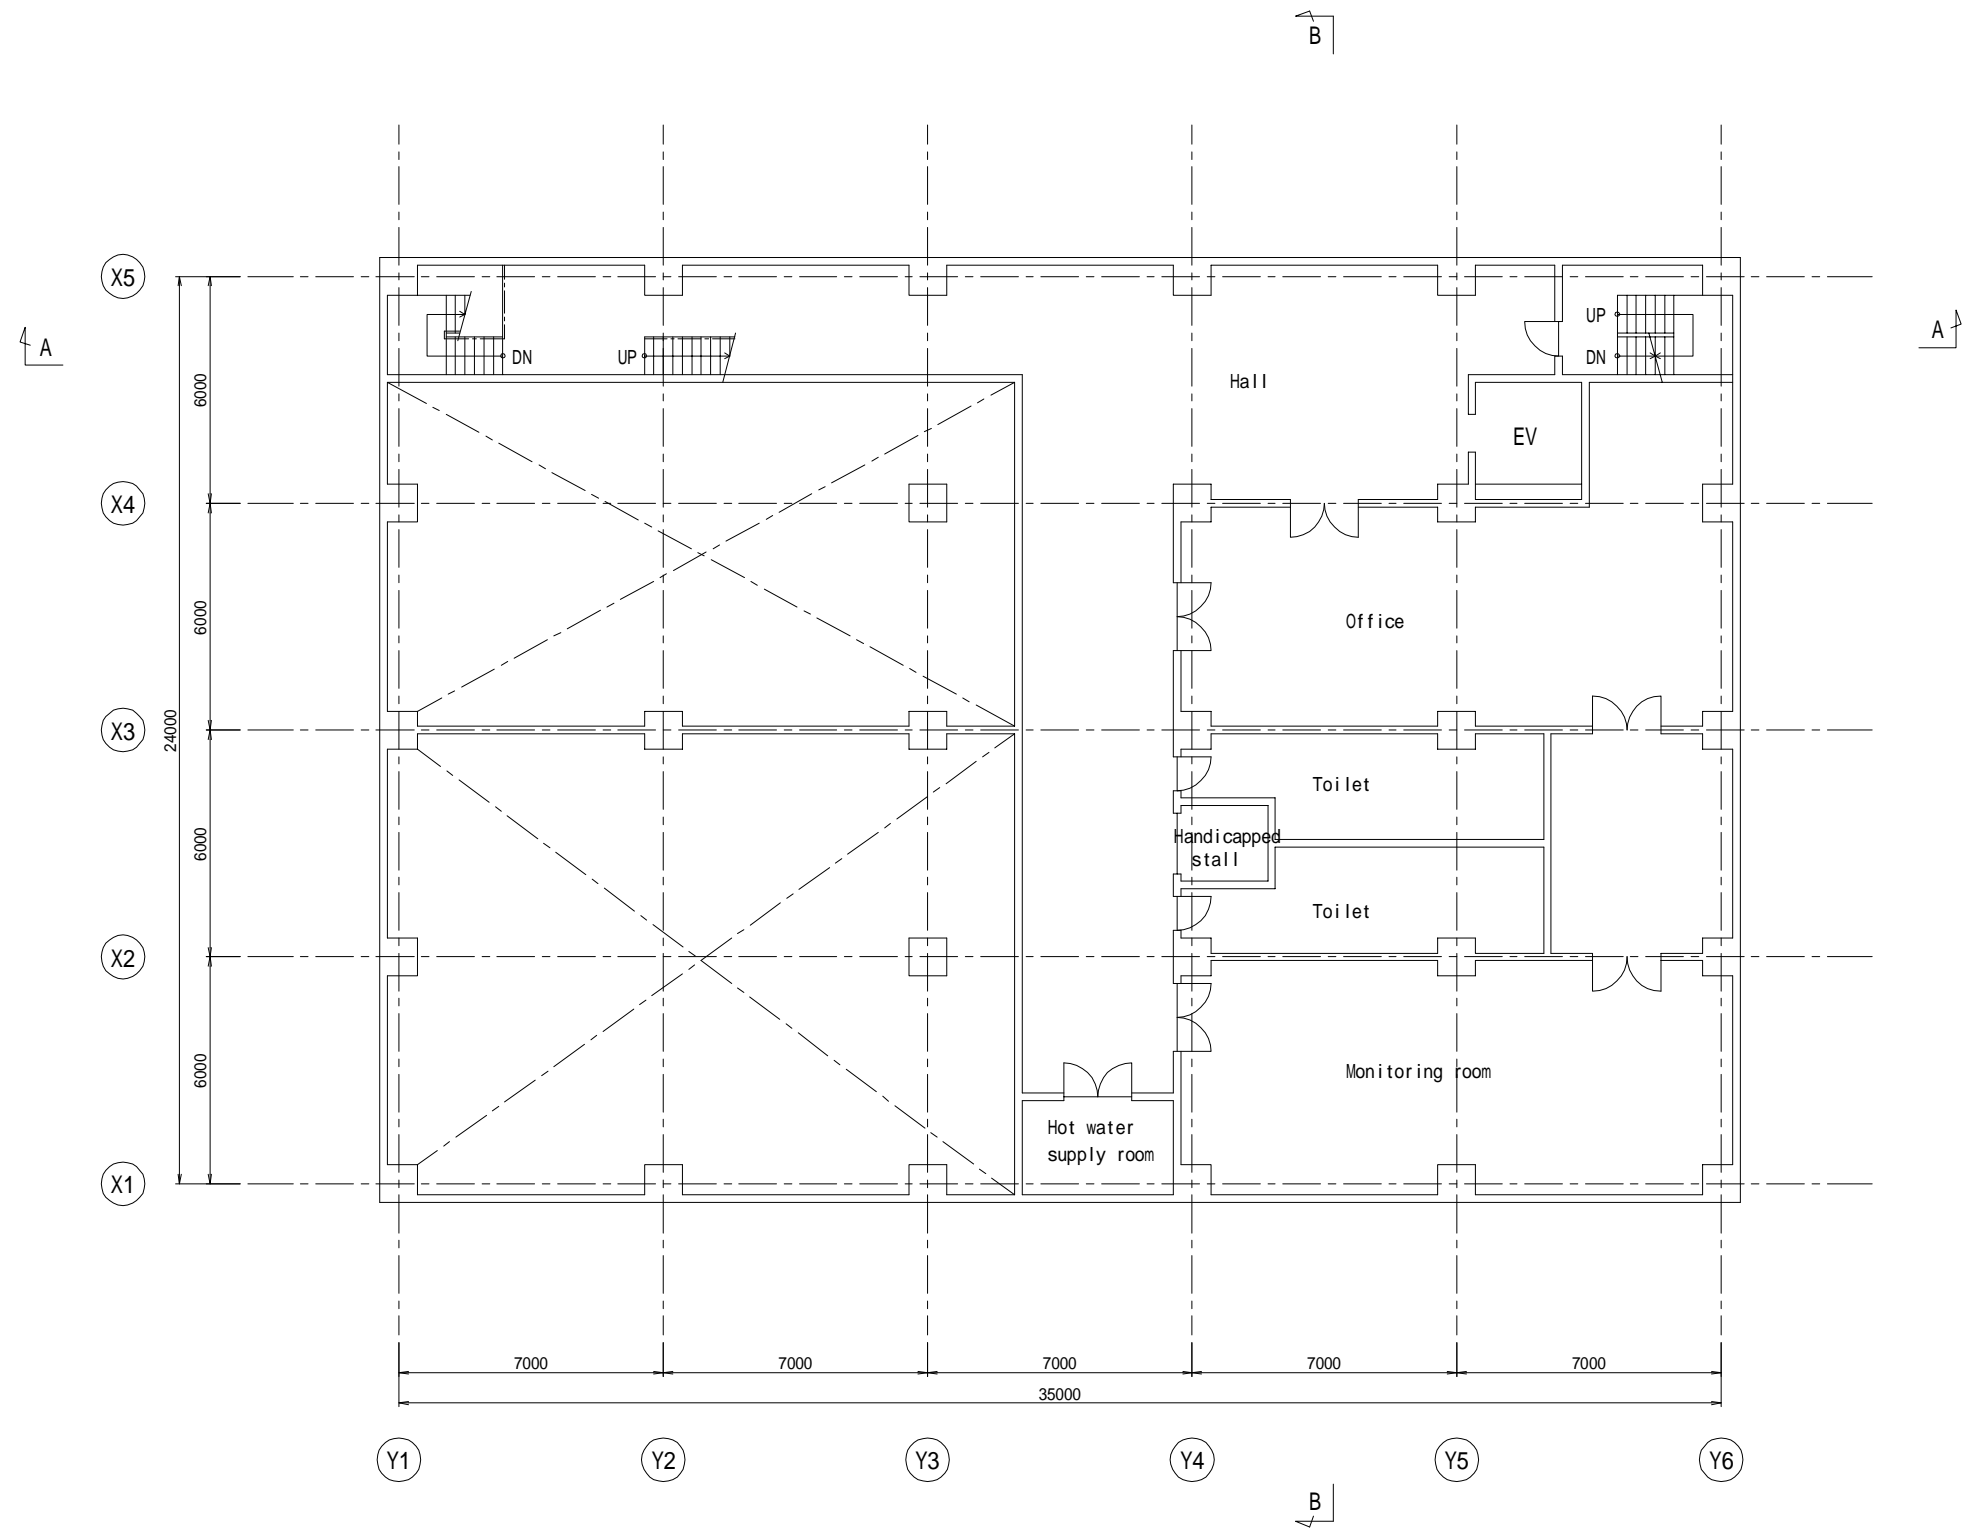 B
X5
A
UP
A
DN
UP
DN
Hall
6000
EV
X4
6000
Office
X3
24000
Toilet
Handicapped
stall
6000
Toilet
X2
6000
Monitoring room
Hot water
supply room
X1
7000
7000
7000
7000
7000
35000
Y1
Y2
Y3
Y4
Y5
Y6
B